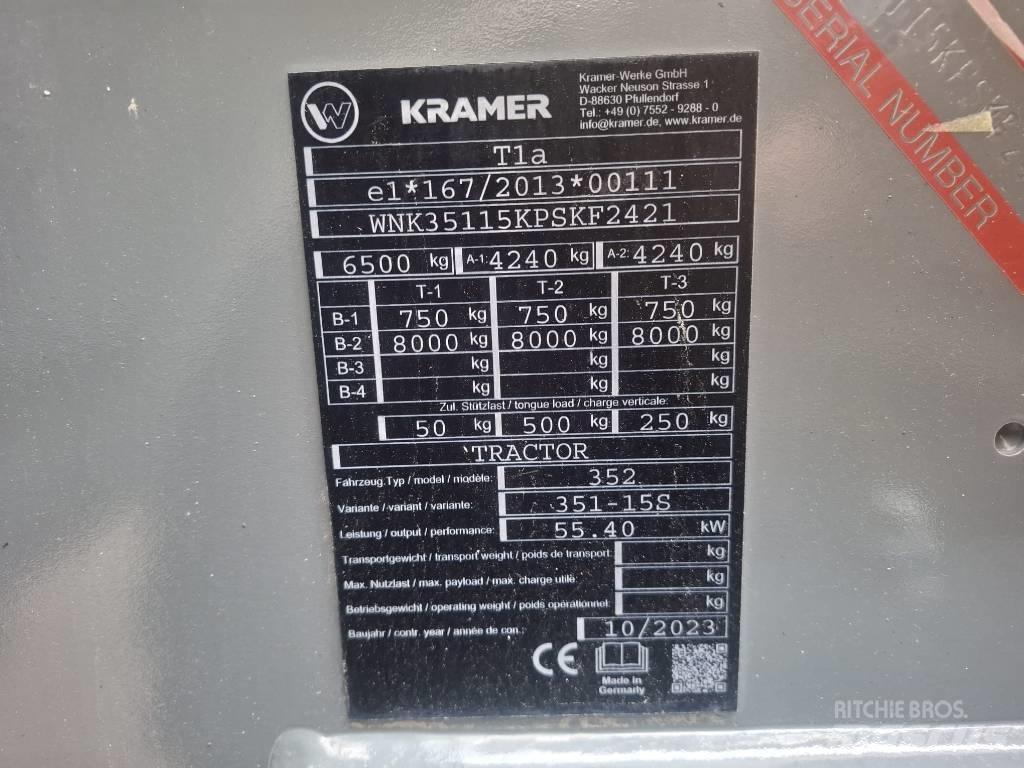 KRAMER
Kramer-Werke GmbH
Wacker Neuson Strasse 1
D-88630 Pfullendorf
Tel.: +49 (0) 7552 - 9288 - 0
info@kramer.de, www.kramer.de
T1a
e1*167/2013*00111
WNK35115KPSKF2421
6500 kg A-1: 4240 kg A-2: 4240 kg
T-1 T-2 T-3
B-1 750 kg 750 kg 750 kg
B-2 8000 kg 8000 kg 8000 kg
B-3 kg kg kg
B-4 kg kg kg
Zul. Stützlast / tongue load / charge verticale:
50 kg 500 kg 250 kg
TRACTOR
Fahrzeug.Typ / model / modèle: 352
Variante / variant / variante: 351-15S
Leistung / output / performance: 55.40 kW
Transportgewicht / transport weight / poids de transport: kg
Max. Nutzlast / max. payload / max. charge utile: kg
Betriebsgewicht / operating weight / poids opérationnel: kg
Baujahr / contr. year / année de con.: 10/2023
CE
Made in
Germany
SERIAL NUMBER
RITCHIE BROS.